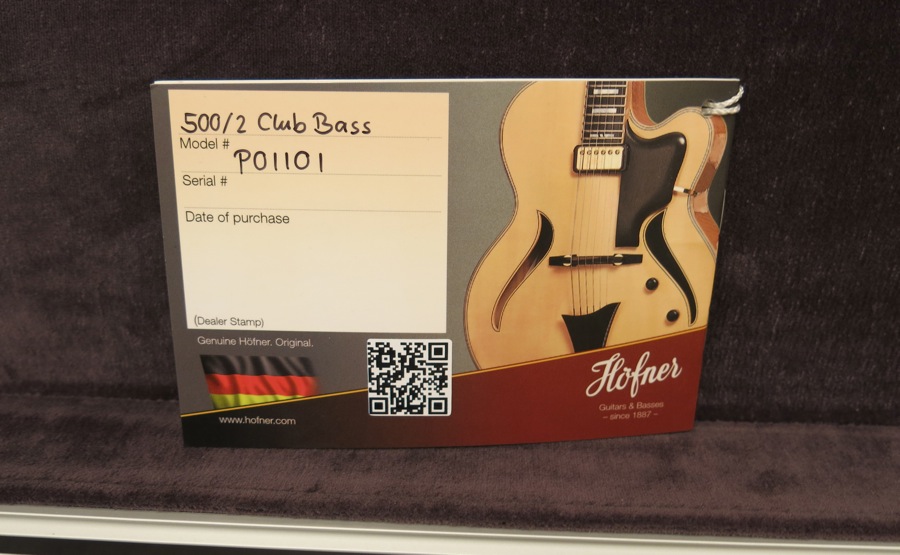 500/2 Club Bass
Model #
P01101
Serial #
Date of purchase
(Dealer Stamp)
Genuine Höfner. Original.
www.hofner.com
Höfner
Guitars & Basses
– since 1887 –